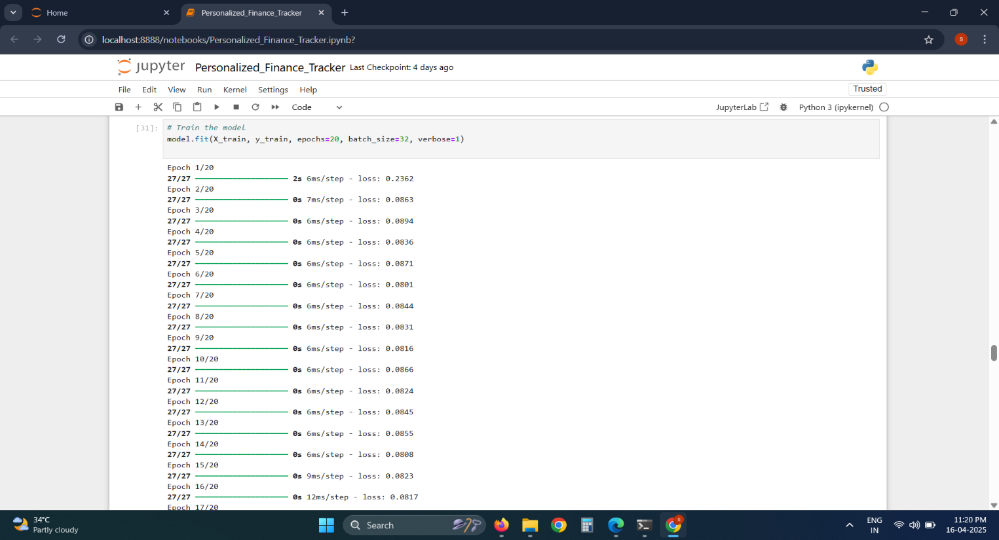 Home
Personalized_Finance_Tracker
localhost:8888/notebooks/Personalized_Finance_Tracker.ipynb?
S
jupyter Personalized_Finance_Tracker Last Checkpoint: 4 days ago
File Edit View Run Kernel Settings Help
Trusted
Code
JupyterLab
Python 3 (ipykernel)
[31]: # Train the model
model.fit(X_train, y_train, epochs=20, batch_size=32, verbose=1)
Epoch 1/20
27/27 2s 6ms/step - loss: 0.2362
Epoch 2/20
27/27 0s 7ms/step - loss: 0.0863
Epoch 3/20
27/27 0s 6ms/step - loss: 0.0894
Epoch 4/20
27/27 0s 6ms/step - loss: 0.0836
Epoch 5/20
27/27 0s 6ms/step - loss: 0.0871
Epoch 6/20
27/27 0s 6ms/step - loss: 0.0801
Epoch 7/20
27/27 0s 6ms/step - loss: 0.0844
Epoch 8/20
27/27 0s 6ms/step - loss: 0.0831
Epoch 9/20
27/27 0s 6ms/step - loss: 0.0816
Epoch 10/20
27/27 0s 6ms/step - loss: 0.0866
Epoch 11/20
27/27 0s 6ms/step - loss: 0.0824
Epoch 12/20
27/27 0s 6ms/step - loss: 0.0845
Epoch 13/20
27/27 0s 6ms/step - loss: 0.0855
Epoch 14/20
27/27 0s 6ms/step - loss: 0.0808
Epoch 15/20
27/27 0s 9ms/step - loss: 0.0823
Epoch 16/20
27/27 0s 12ms/step - loss: 0.0817
Epoch 17/20
34°C
Partly cloudy
Search
S
ENG
IN
11:20 PM
16-04-2025